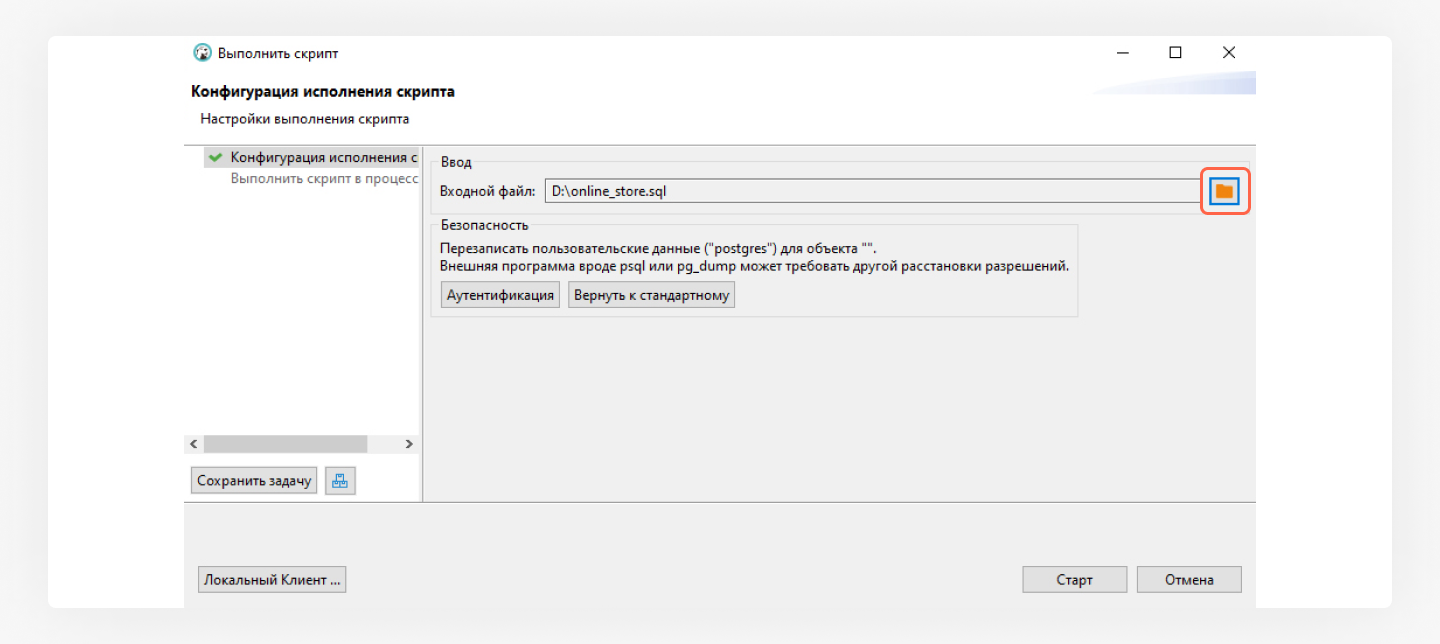 Выполнить скрипт
Конфигурация исполнения скрипта
Настройки выполнения скрипта
Конфигурация исполнения с
Выполнить скрипт в процесс
Ввод
Входной файл: D:\online_store.sql
Безопасность
Перезаписать пользовательские данные ("postgres") для объекта "".
Внешняя программа вроде psql или pg_dump может требовать другой расстановки разрешений.
Аутентификация Вернуть к стандартному
Сохранить задачу
Локальный Клиент ... Старт Отмена